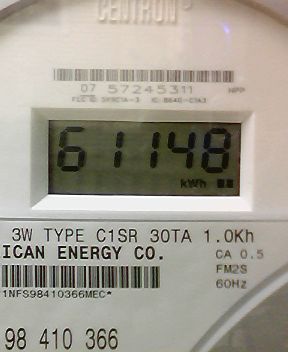 CENTRON®
07 57245311
61148
kWh
3W TYPE C1SR 30TA 1.0Kh
ICAN ENERGY CO.
CA 0.5
FM2S
60Hz
1NFS98410366MEC*
98 410 366